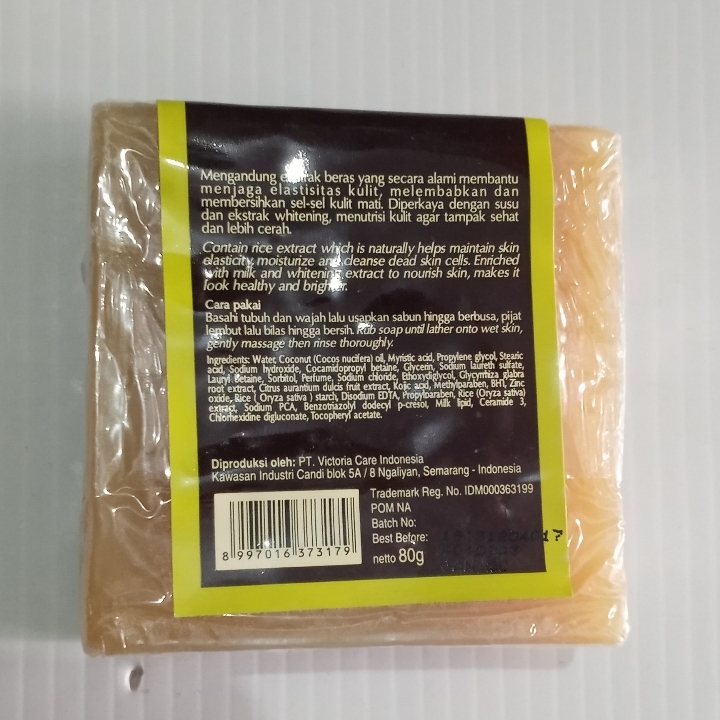 Mengandung ekstrak beras yang secara alami membantu
menjaga elastisitas kulit, melembabkan dan
membersihkan sel-sel kulit mati. Diperkaya dengan susu
dan ekstrak whitening, menutrisi kulit agar tampak sehat
dan lebih cerah.
Contain rice extract which is naturally helps maintain skin
elasticity, moisturize and cleanse dead skin cells. Enriched
with milk and whitening extract to nourish skin, makes it
look healthy and brighter.
Cara pakai
Basahi tubuh dan wajah lalu usapkan sabun hingga berbusa, pijat
lembut lalu bilas hingga bersih. Rub soap until lather onto wet skin,
gently massage then rinse thoroughly.
Ingredients: Water, Coconut (Cocos nucifera) oil, Myristic acid, Propylene glycol, Stearic
acid, Sodium hydroxide, Cocamidopropyl betaine, Glycerin, Sodium laureth sulfate,
Lauryl betaine, Sorbitol, Perfume, Sodium chloride, Ethoxydiglycol, Glycyrrhiza glabra
root extract, Citrus aurantium dulcis fruit extract, Kojic acid, Methylparaben, BHT, Zinc
oxide, Rice ( Oryza sativa ) starch, Disodium EDTA, Propylparaben, Rice (Oryza sativa)
extract, Sodium PCA, Benzotriazolyl dodecyl p-cresol, Milk lipid, Ceramide 3,
Chlorhexidine digluconate, Tocopheryl acetate.
Diproduksi oleh: PT. Victoria Care Indonesia
Kawasan Industri Candi blok 5A / 8 Ngaliyan, Semarang - Indonesia
Trademark Reg. No. IDM000363199
POM NA
Batch No:
Best Before:
netto 80g
8 997016 373179